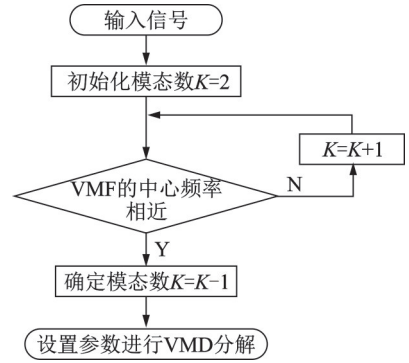 输入信号
初始化模态数K=2
K=K+1
VMF的中心频率
相近
N
Y
确定模态数K=K−1
设置参数进行VMD分解